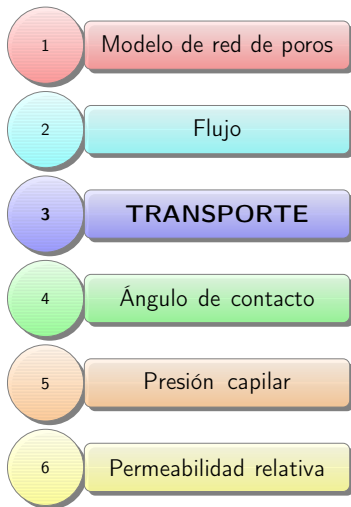 1 Modelo de red de poros
2 Flujo
3 TRANSPORTE
4 Ángulo de contacto
5 Presión capilar
6 Permeabilidad relativa